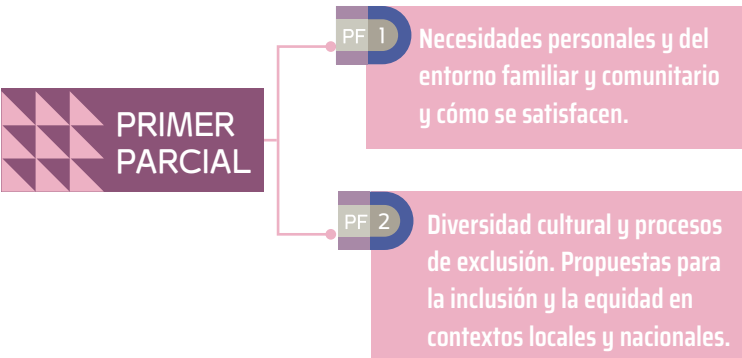 PRIMER
PARCIAL
PF 1
Necesidades personales y del
entorno familiar y comunitario
y cómo se satisfacen.
PF 2
Diversidad cultural y procesos
de exclusión. Propuestas para
la inclusión y la equidad en
contextos locales y nacionales.